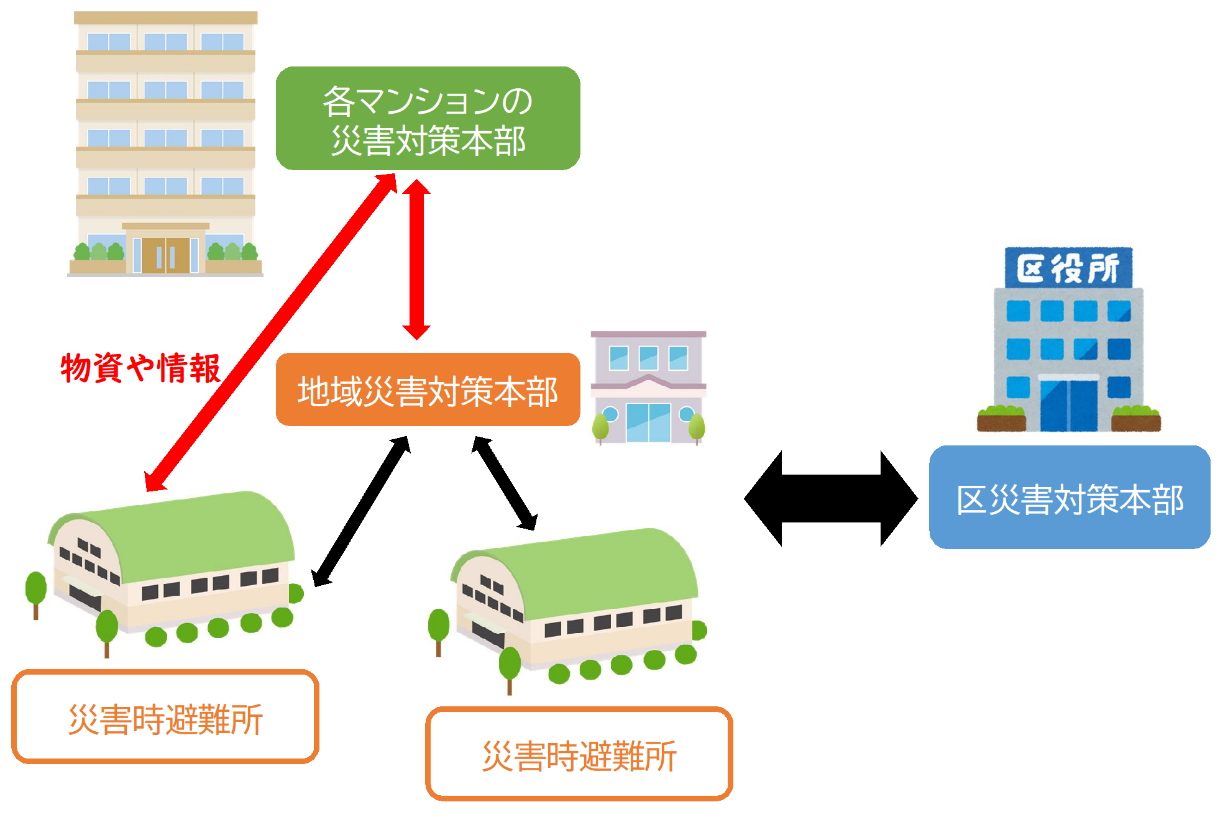 各マンションの
災害対策本部
区役所
物資や情報
地域災害対策本部
区災害対策本部
災害時避難所
災害時避難所